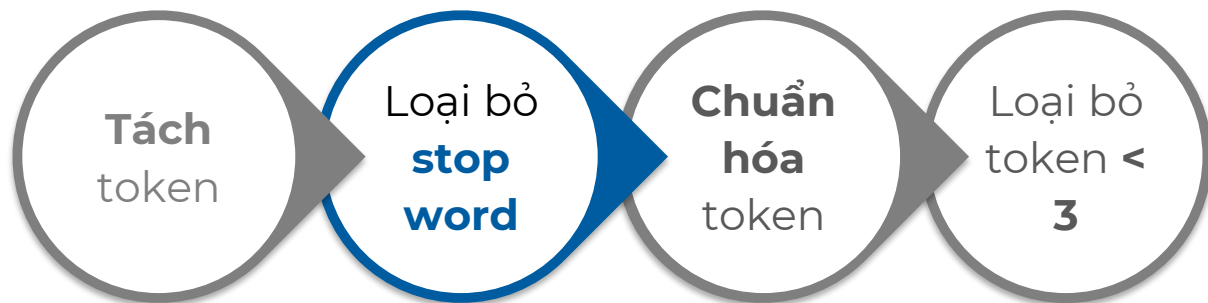 Tách
token
Loại bỏ
stop
word
Chuẩn
hóa
token
Loại bỏ
token <
3